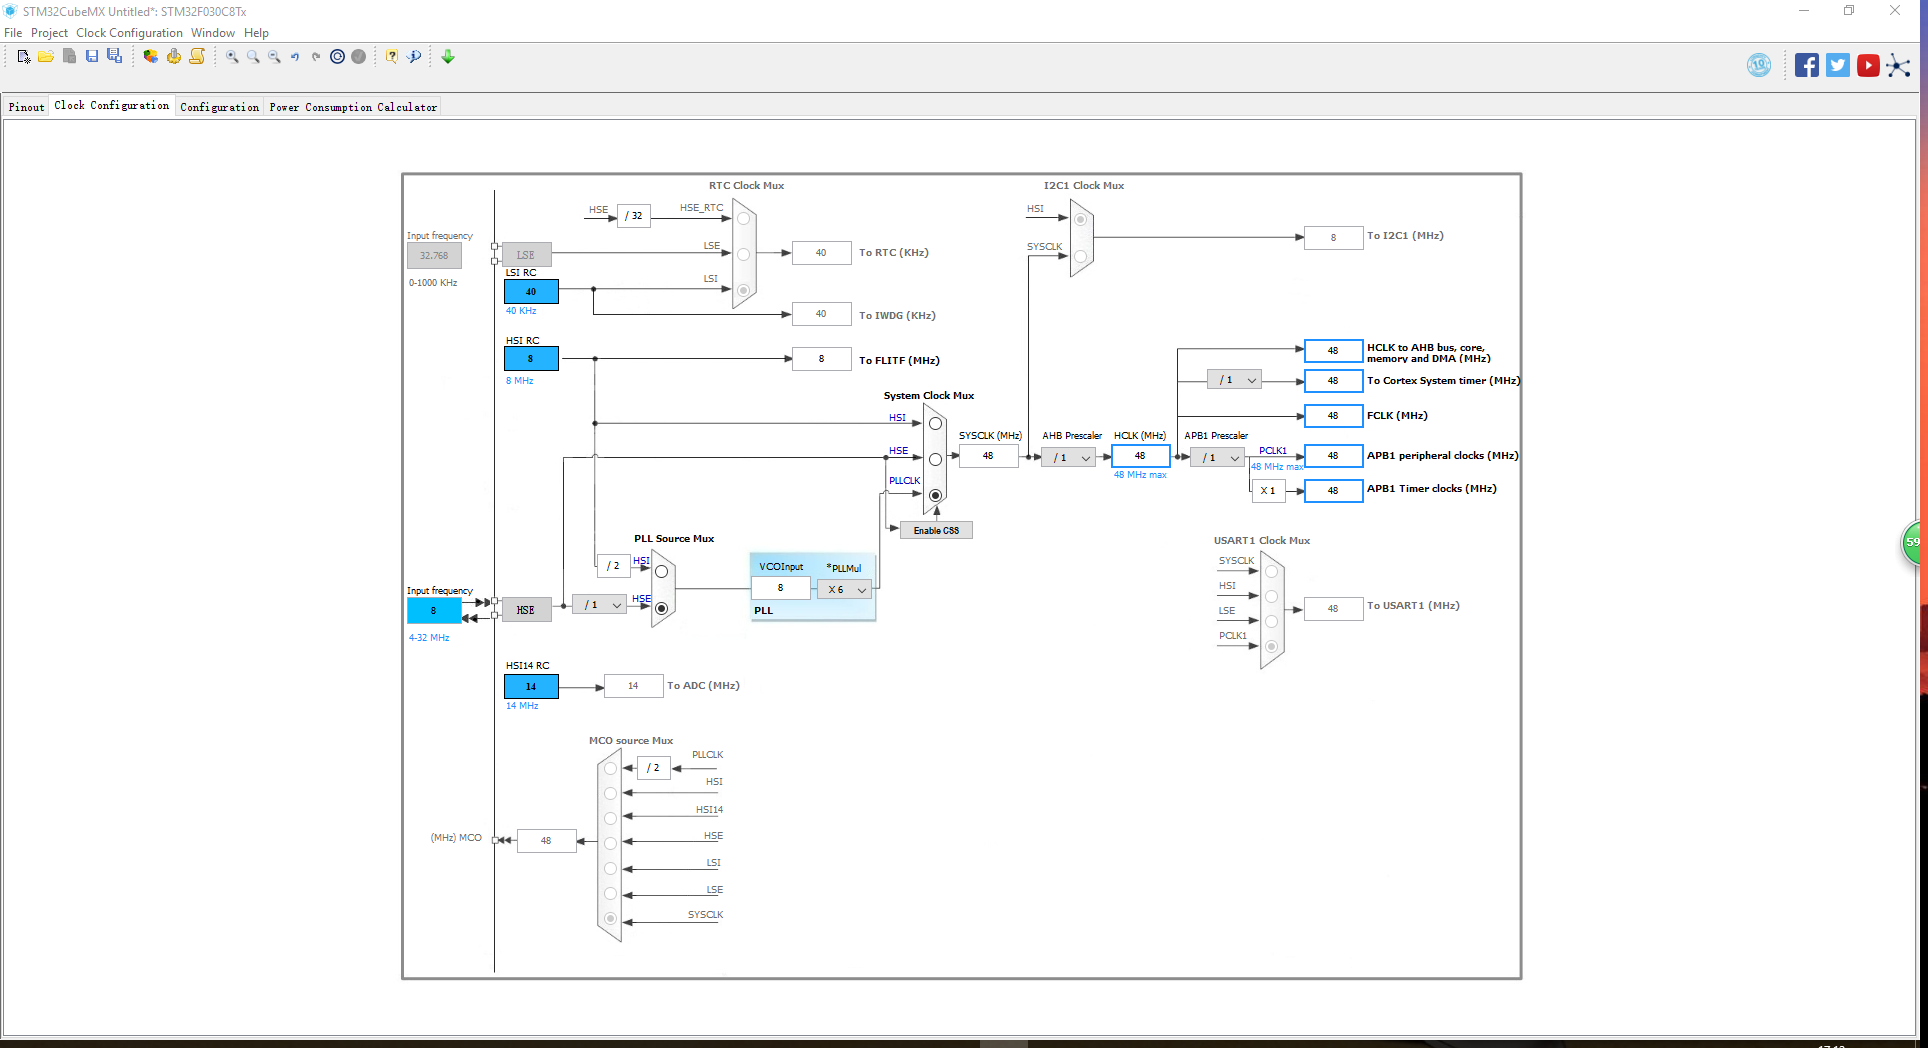 STM32CubeMX Untitled*: STM32F030C8Tx
File Project Clock Configuration Window Help
10
Pinout Clock Configuration Configuration Power Consumption Calculator
RTC Clock Mux
I2C1 Clock Mux
HSE / 32 HSE_RTC
HSI
Input frequency
32.768
0-1000 KHz
LSE
LSE
40 To RTC (KHz)
SYSCLK
8 To I2C1 (MHz)
LSI RC
40
40 KHz
LSI
40 To IWDG (KHz)
HSI RC
8
8 MHz
8 To FLITF (MHz)
System Clock Mux
HSI
HSE
PLLCLK
Enable CSS
SYSCLK (MHz)
48
AHB Prescaler
/ 1
HCLK (MHz)
48
48 MHz max
APB1 Prescaler
/ 1
48 HCLK to AHB bus, core,
memory and DMA (MHz)
/ 1 48 To Cortex System timer (MHz)
48 FCLK (MHz)
PCLK1
48 MHz max
48 APB1 peripheral clocks (MHz)
X 1 48 APB1 Timer clocks (MHz)
59
PLL Source Mux
/ 2 HSI
Input frequency
8
4-32 MHz
HSE
/ 1 HSE
VCOInput *PLLMul
8 X 6
PLL
USART1 Clock Mux
SYSCLK
HSI
LSE
PCLK1
48 To USART1 (MHz)
HSI14 RC
14
14 MHz
14 To ADC (MHz)
MCO source Mux
/ 2 PLLCLK
HSI
HSI14
HSE
LSI
LSE
SYSCLK
(MHz) MCO 48